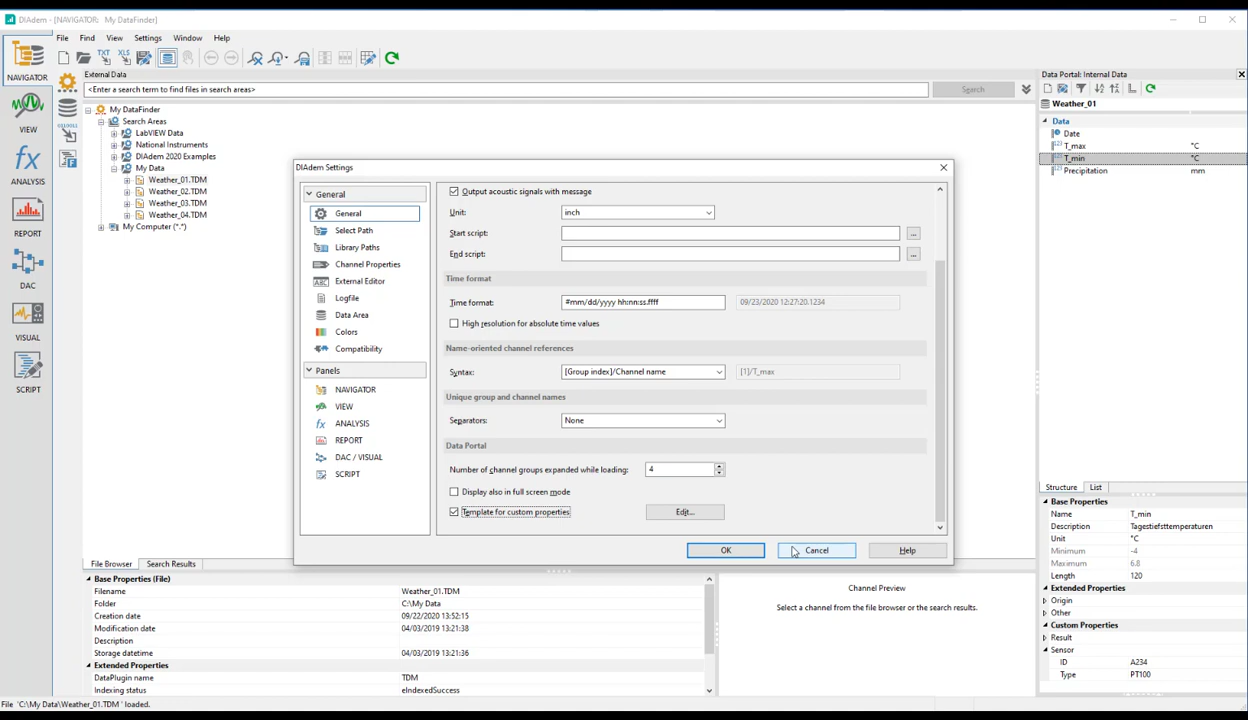 DIAdem - [NAVIGATOR:   My DataFinder]
File Find View Settings Window Help
NAVIGATOR
VIEW
ANALYSIS
REPORT
DAC
VISUAL
SCRIPT
TXT XLS
External Data
<Enter a search term to find files in search areas>
Search
My DataFinder
Search Areas
LabVIEW Data
National Instruments
DIAdem 2020 Examples
My Data
Weather_01.TDM
Weather_02.TDM
Weather_03.TDM
Weather_04.TDM
My Computer (*.*)
DIAdem Settings
General
General
Select Path
Library Paths
Channel Properties
External Editor
Logfile
Data Area
Colors
Compatibility
Panels
NAVIGATOR
VIEW
ANALYSIS
REPORT
DAC / VISUAL
SCRIPT
Output acoustic signals with message
Unit: inch
Start script: ...
End script: ...
Time format
Time format: #mm/dd/yyyy hh:nn:ss.ffff 09/23/2020 12:27:20.1234
High resolution for absolute time values
Name-oriented channel references
Syntax: [Group index]/Channel name [1]/T_max
Unique group and channel names
Separators: None
Data Portal
Number of channel groups expanded while loading: 4
Display also in full screen mode
Template for custom properties Edit...
OK Cancel Help
File Browser Search Results
Base Properties (File)
Filename Weather_01.TDM
Folder C:\My Data
Creation date 09/22/2020 13:52:15
Modification date 04/03/2019 13:21:38
Description
Storage datetime 04/03/2019 13:21:36
Extended Properties
DataPlugin name TDM
Indexing status eIndexedSuccess
Channel Preview
Select a channel from the file browser or the search results.
Data Portal: Internal Data
Weather_01
Data
Date
T_max °C
T_min °C
Precipitation mm
Structure List
Base Properties
Name T_min
Description Tagestiefsttemperaturen
Unit °C
Minimum -4
Maximum 6.8
Length 120
Extended Properties
Origin
Other
Custom Properties
Result
Sensor
ID A234
Type PT100
File 'C:\My Data\Weather_01.TDM ' loaded.